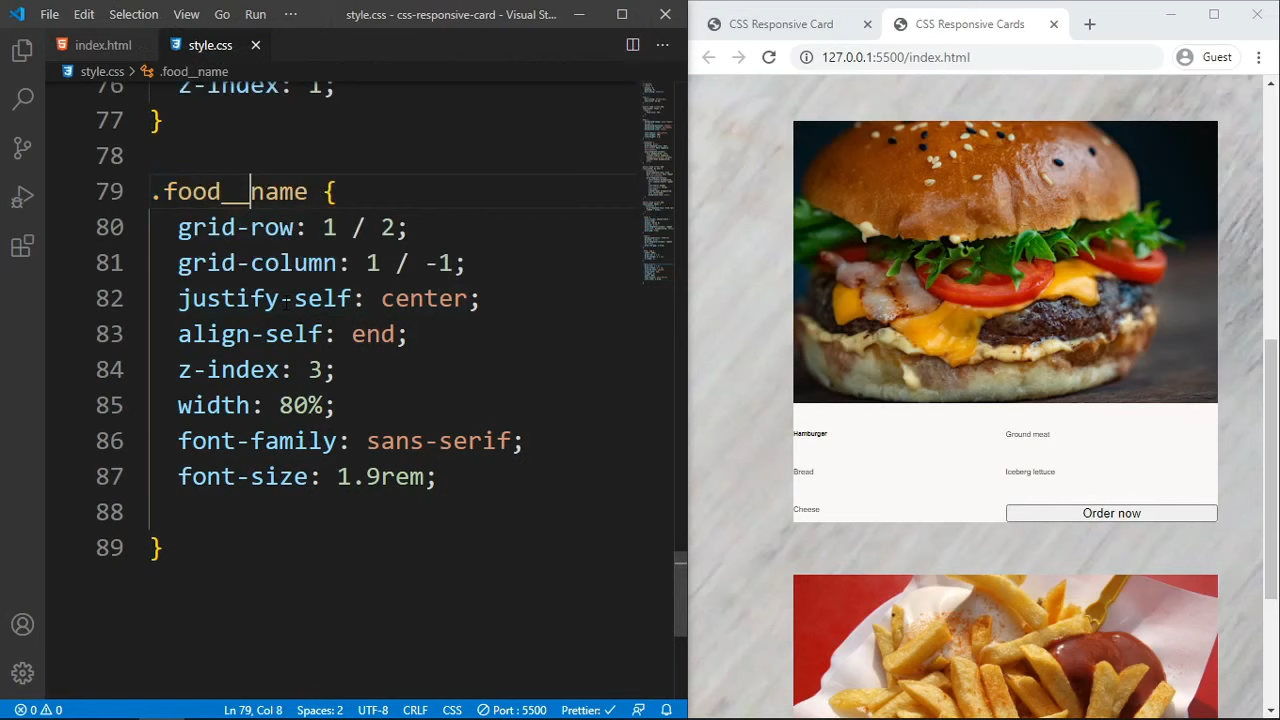 File Edit Selection View Go Run ··· style.css - css-responsive-card - Visual St...
index.html style.css
style.css > .food__name
76 z-index: 1;
77 }
78
79 .food__name {
80 grid-row: 1 / 2;
81 grid-column: 1 / -1;
82 justify-self: center;
83 align-self: end;
84 z-index: 3;
85 width: 80%;
86 font-family: sans-serif;
87 font-size: 1.9rem;
88
89 }
0 0 Ln 79, Col 8 Spaces: 2 UTF-8 CRLF CSS Port : 5500 Prettier: ✓
CSS Responsive Card CSS Responsive Cards
127.0.0.1:5500/index.html Guest
Hamburger Ground meat
Bread Iceberg lettuce
Cheese Order now